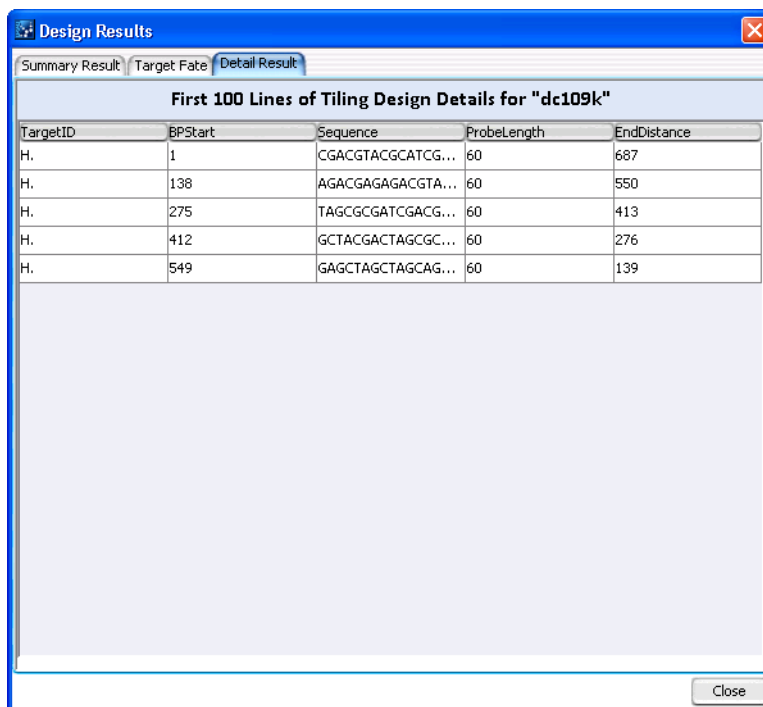 Design Results
Summary Result Target Fate Detail Result
First 100 Lines of Tiling Design Details for "dc109k"
TargetID BPStart Sequence ProbeLength EndDistance
H. 1 CGACGTACGCATCG... 60 687
H. 138 AGACGAGAGACGTA... 60 550
H. 275 TAGCGCGATCGACG... 60 413
H. 412 GCTACGACTAGCGC... 60 276
H. 549 GAGCTAGCTAGCAG... 60 139
Close